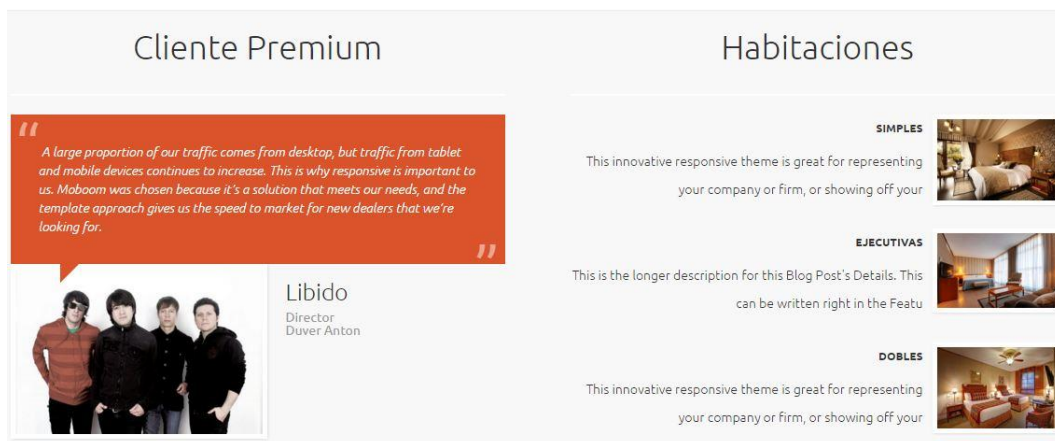 Cliente Premium
“
A large proportion of our traffic comes from desktop, but traffic from tablet
and mobile devices continues to increase. This is why responsive is important to
us. Moboom was chosen because it's a solution that meets our needs, and the
template approach gives us the speed to market for new dealers that we're
looking for.
”
Libido
Director
Duver Anton
Habitaciones
SIMPLES
This innovative responsive theme is great for representing
your company or firm, or showing off your
EJECUTIVAS
This is the longer description for this Blog Post's Details. This
can be written right in the Featu
DOBLES
This innovative responsive theme is great for representing
your company or firm, or showing off your